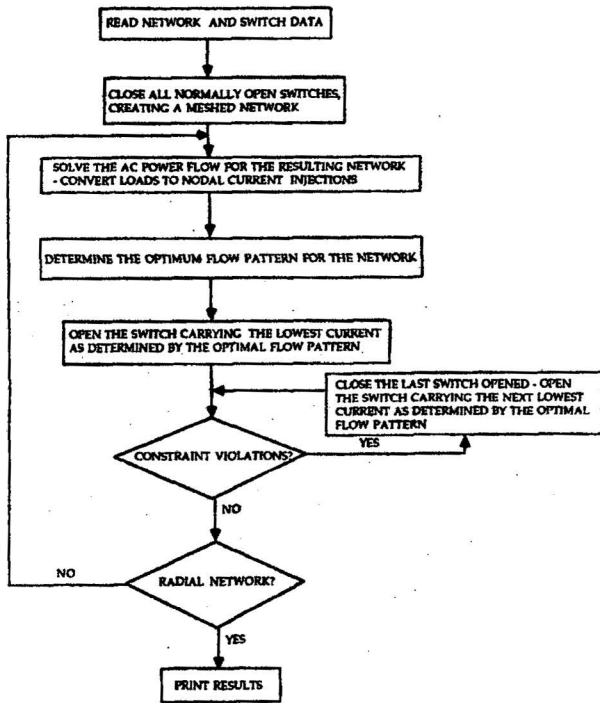 READ NETWORK AND SWITCH DATA
CLOSE ALL NORMALLY OPEN SWITCHES,
CREATING A MESHED NETWORK
SOLVE THE AC POWER FLOW FOR THE RESULTING NETWORK
- CONVERT LOADS TO NODAL CURRENT INJECTIONS
DETERMINE THE OPTIMUM FLOW PATTERN FOR THE NETWORK
OPEN THE SWITCH CARRYING THE LOWEST CURRENT
AS DETERMINED BY THE OPTIMAL FLOW PATTERN
CLOSE THE LAST SWITCH OPENED - OPEN
THE SWITCH CARRYING THE NEXT LOWEST
CURRENT AS DETERMINED BY THE OPTIMAL
FLOW PATTERN
CONSTRAINT VIOLATIONS?
YES
NO
RADIAL NETWORK?
NO
YES
PRINT RESULTS